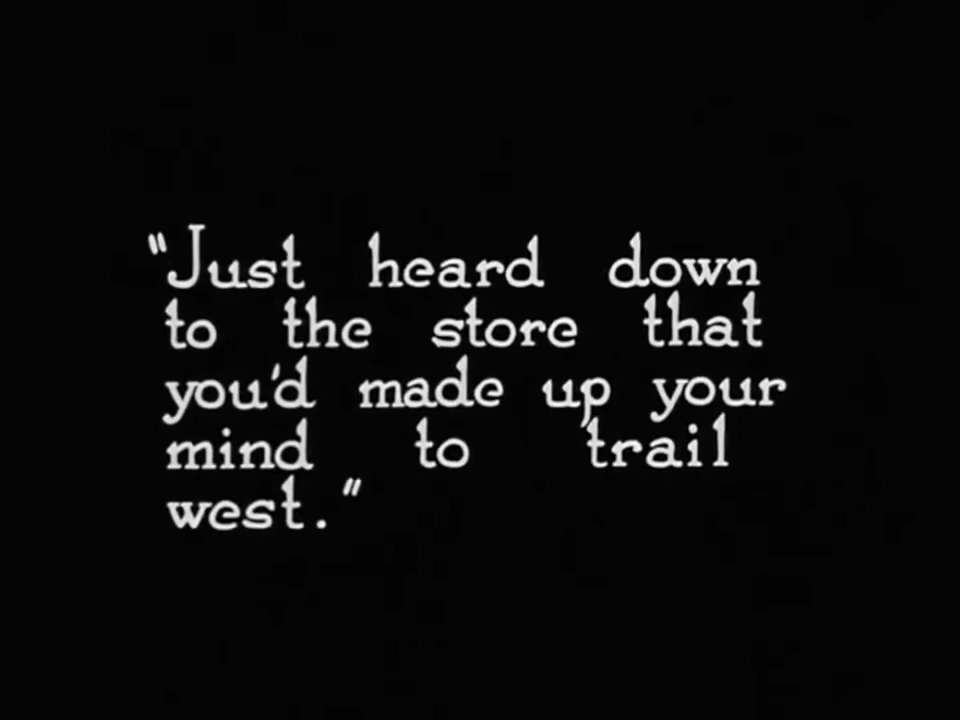 "Just heard down
to the store that
you'd made up your
mind to trail
west."